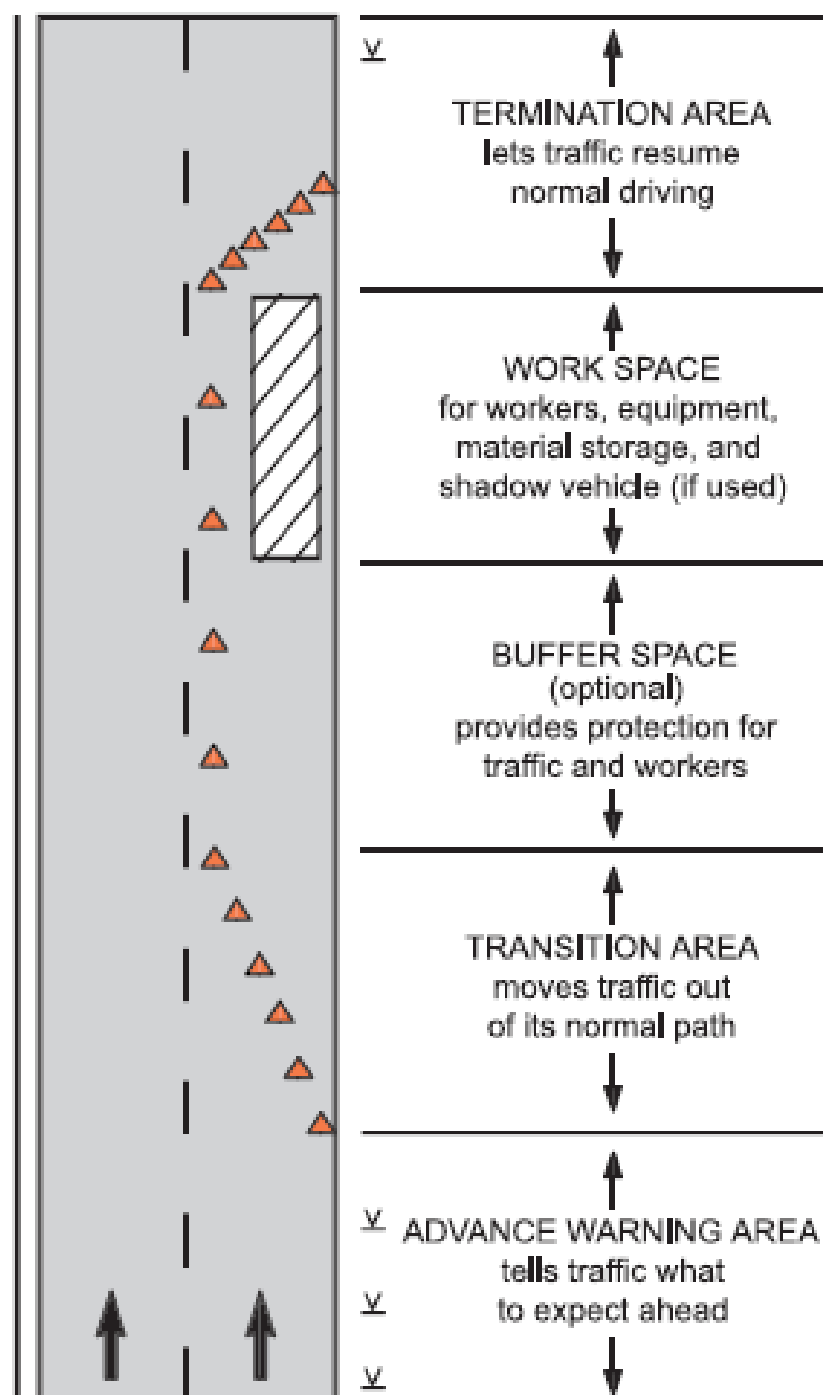 TERMINATION AREA
lets traffic resume
normal driving
WORK SPACE
for workers, equipment,
material storage, and
shadow vehicle (if used)
BUFFER SPACE
(optional)
provides protection for
traffic and workers
TRANSITION AREA
moves traffic out
of its normal path
ADVANCE WARNING AREA
tells traffic what
to expect ahead